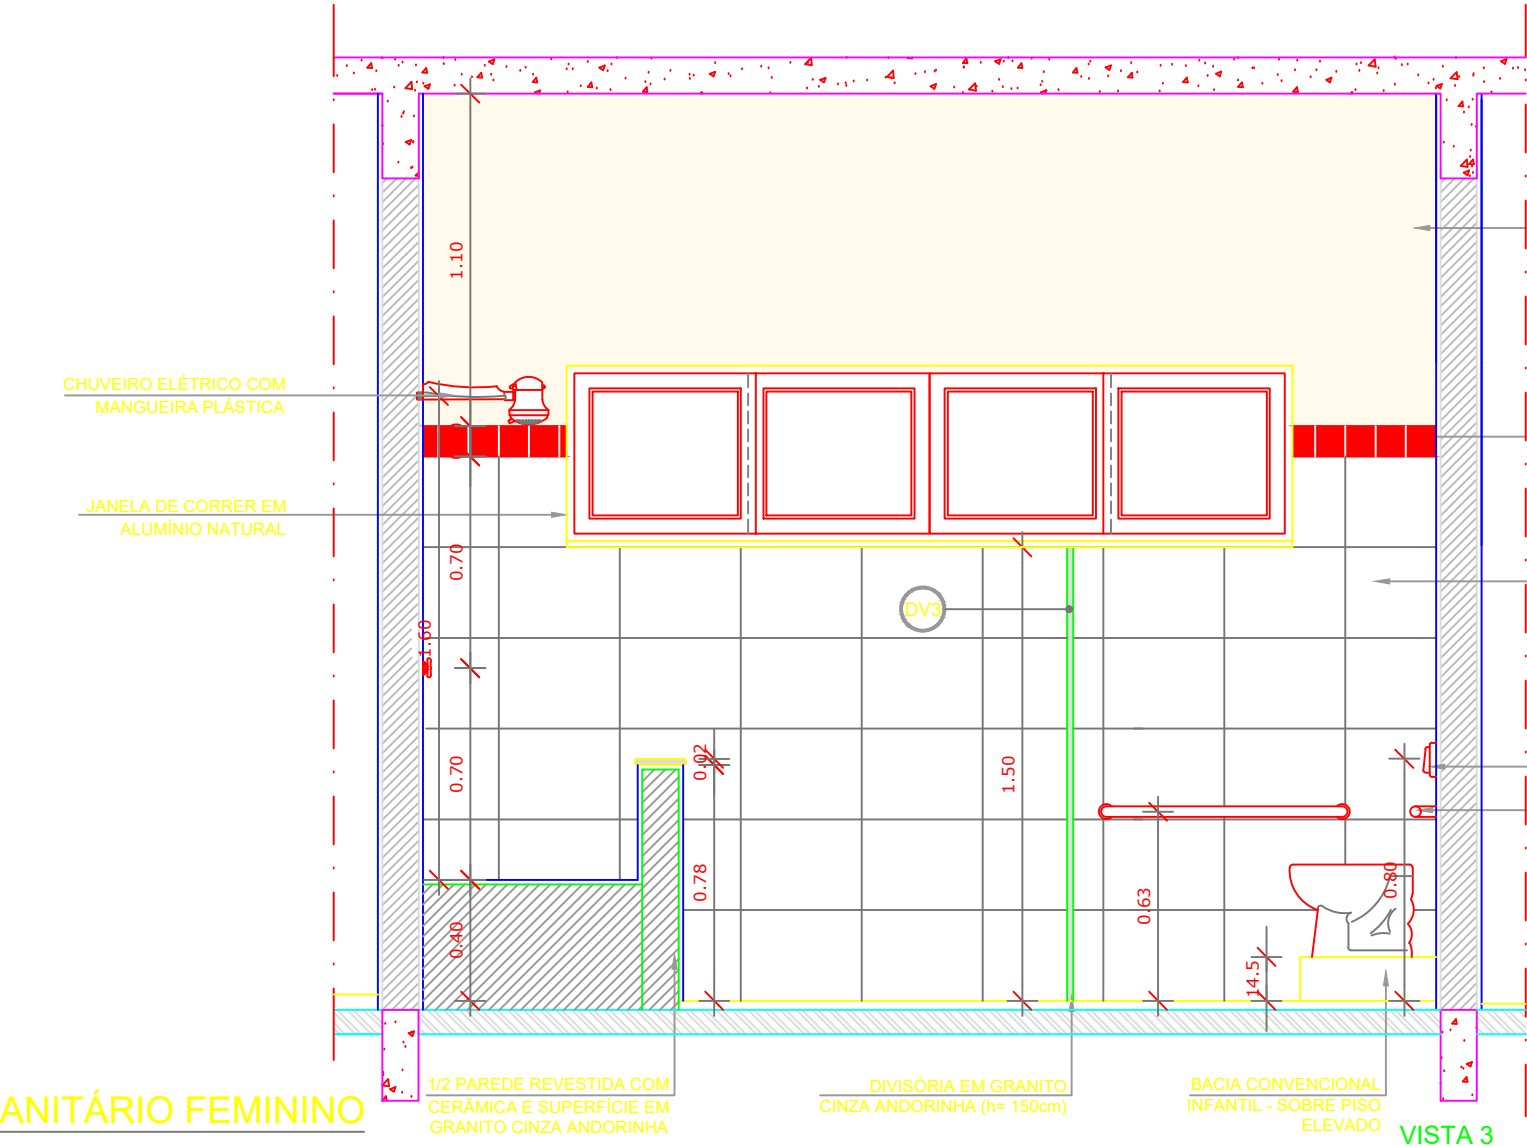 1.10
CHUVEIRO ELÉTRICO COM
MANGUEIRA PLÁSTICA
JANELA DE CORRER EM
ALUMÍNIO NATURAL
0.70
DV3
1.60
0.02
0.70
1.50
0.78
0.80
0.63
0.40
14.5
1/2 PAREDE REVESTIDA COM
CERÂMICA E SUPERFÍCIE EM
GRANITO CINZA ANDORINHA
DIVISÓRIA EM GRANITO
CINZA ANDORINHA (h= 150cm)
BACIA CONVENCIONAL
INFANTIL - SOBRE PISO
ELEVADO
ANITÁRIO FEMININO
VISTA 3